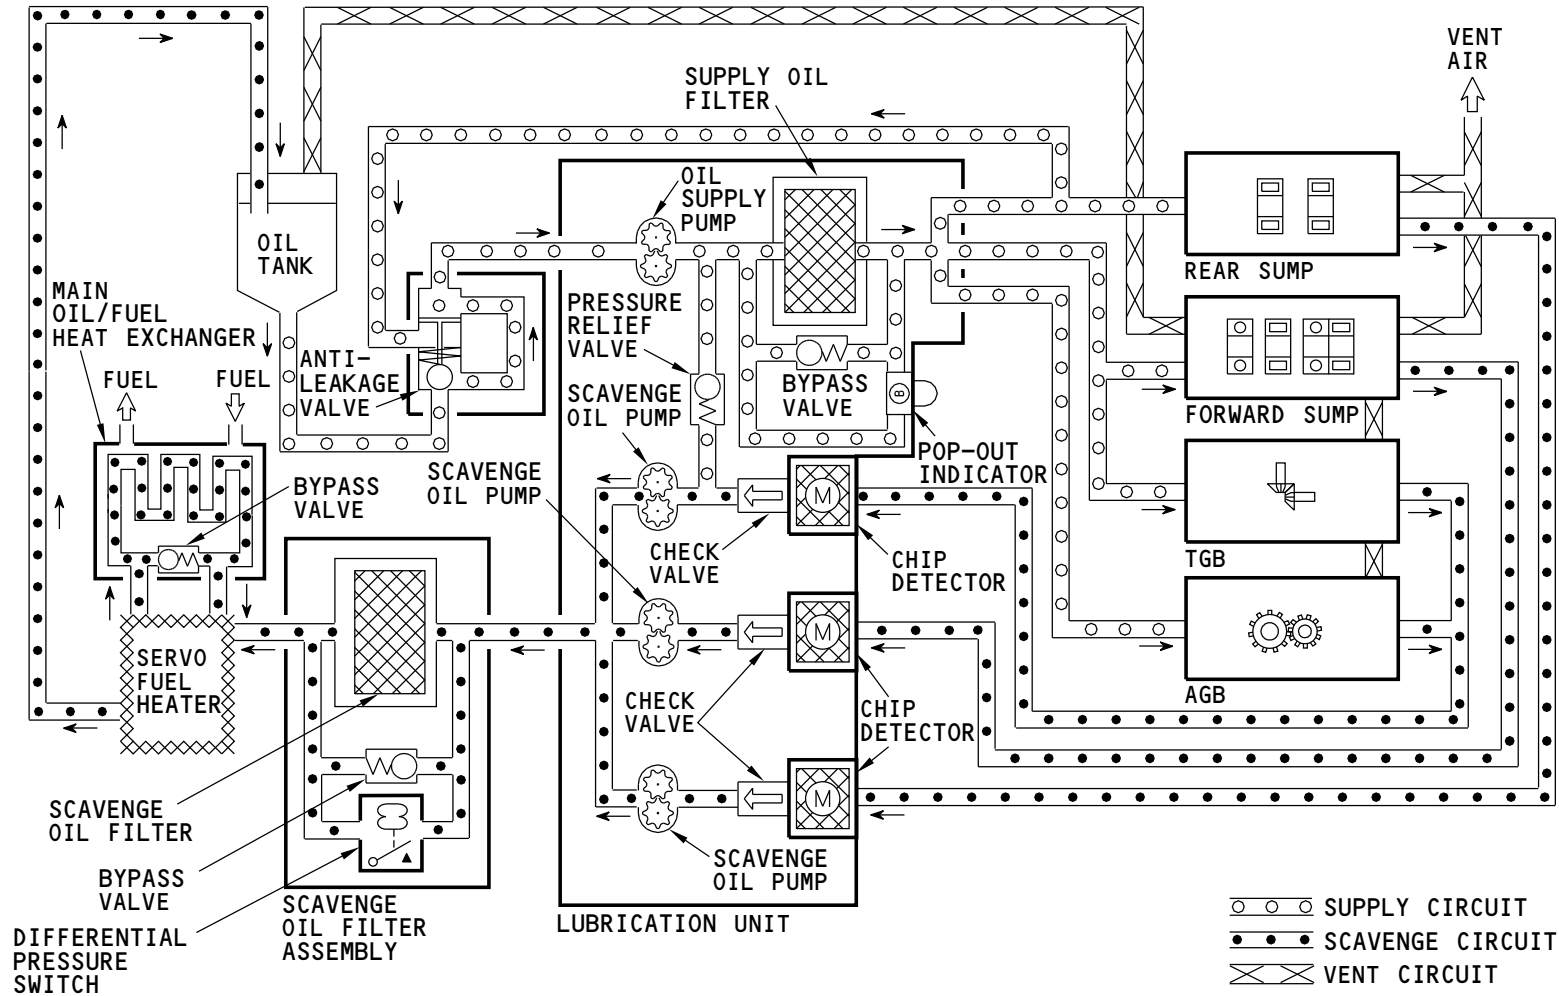 VENT
AIR
SUPPLY OIL
FILTER
OIL
SUPPLY
PUMP
OIL
TANK
REAR SUMP
MAIN
OIL/FUEL
HEAT EXCHANGER
PRESSURE
RELIEF
VALVE
ANTI-
LEAKAGE
VALVE
FUEL
FUEL
BYPASS
VALVE
B
SCAVENGE
OIL PUMP
FORWARD SUMP
POP-OUT
INDICATOR
SCAVENGE
OIL PUMP
BYPASS
VALVE
M
CHECK
VALVE
CHIP
DETECTOR
TGB
M
SERVO
FUEL
HEATER
CHECK
VALVE
CHIP
DETECTOR
AGB
M
SCAVENGE
OIL FILTER
SCAVENGE
OIL PUMP
BYPASS
VALVE
SCAVENGE
OIL FILTER
ASSEMBLY
LUBRICATION UNIT
DIFFERENTIAL
PRESSURE
SWITCH
SUPPLY CIRCUIT
SCAVENGE CIRCUIT
VENT CIRCUIT